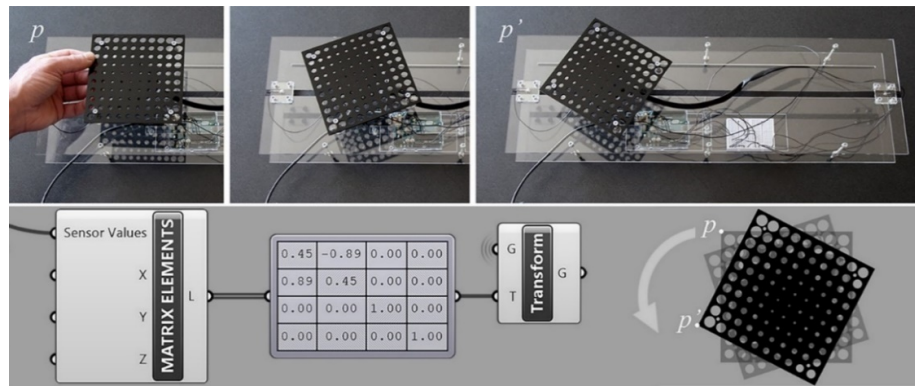 p
p'
Sensor Values
X
Y
Z
MATRIX ELEMENTS
L
0.45 -0.89 0.00 0.00
0.89 0.45 0.00 0.00
0.00 0.00 1.00 0.00
0.00 0.00 0.00 1.00
G
T
Transform
G
p
p'